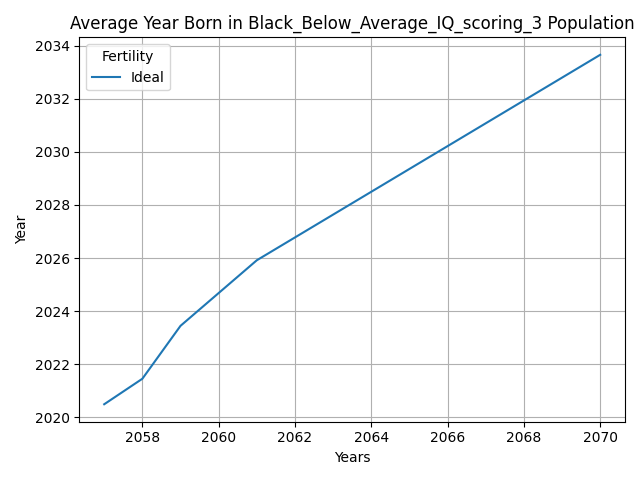 Average Year Born in Black_Below_Average_IQ_scoring_3 Population
Fertility
Ideal
Year
2034
2032
2030
2028
2026
2024
2022
2020
2058 2060 2062 2064 2066 2068 2070
Years